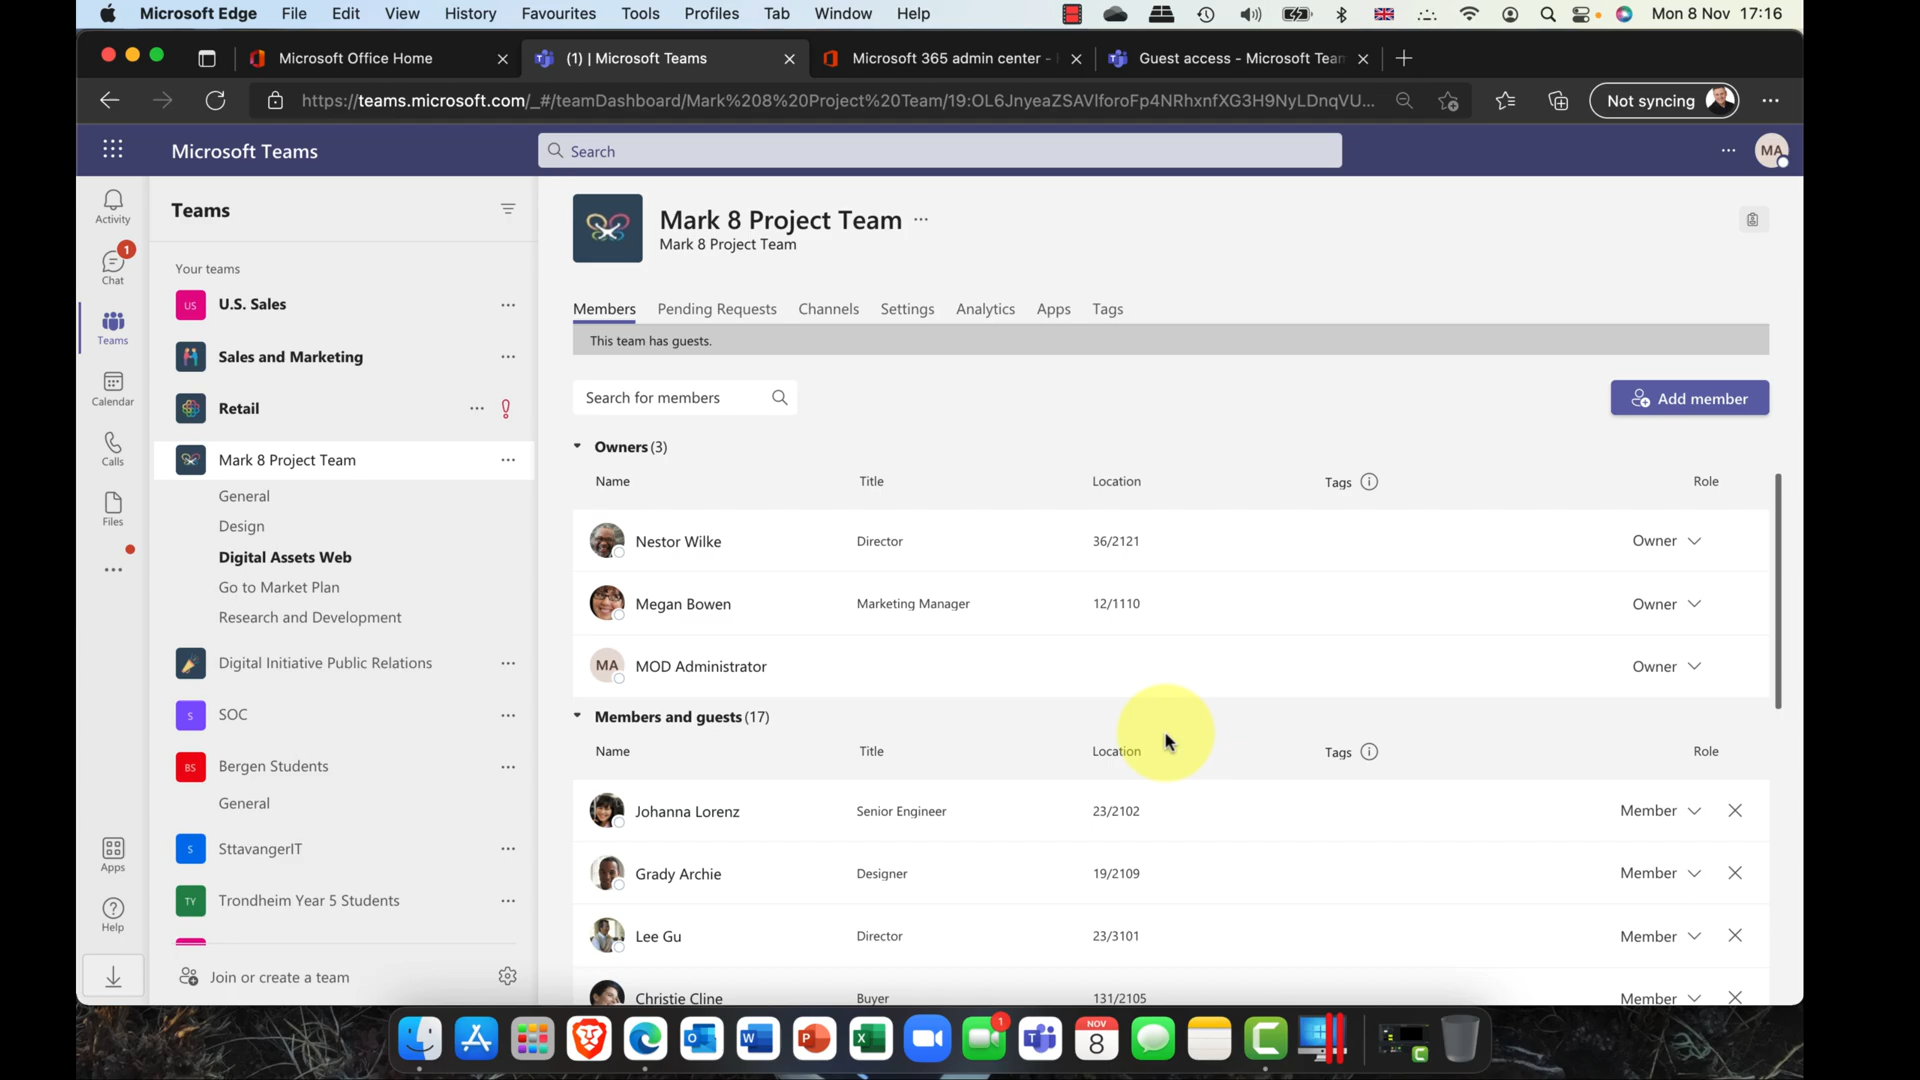 Microsoft Edge File Edit View History Favourites Tools Profiles Tab Window Help Mon 8 Nov 17:16
Microsoft Office Home (1) | Microsoft Teams Microsoft 365 admin center - Guest access - Microsoft Team
https://teams.microsoft.com/_#/teamDashboard/Mark%208%20Project%20Team/19:OL6JnyeaZSAVlforoFp4NRhxnfXG3H9NyLDnqVU... Not syncing
Microsoft Teams Search MA
Activity
1
Chat
Teams
Calendar
Calls
Files
Apps
Help
Teams
Your teams
US U.S. Sales
Sales and Marketing
Retail
Mark 8 Project Team
General
Design
Digital Assets Web
Go to Market Plan
Research and Development
Digital Initiative Public Relations
S SOC
BS Bergen Students
General
S SttavangerIT
TY Trondheim Year 5 Students
Join or create a team
Mark 8 Project Team
Mark 8 Project Team
Members Pending Requests Channels Settings Analytics Apps Tags
This team has guests.
Search for members Add member
Owners (3)
Name Title Location Tags Role
Nestor Wilke Director 36/2121 Owner
Megan Bowen Marketing Manager 12/1110 Owner
MA MOD Administrator Owner
Members and guests (17)
Name Title Location Tags Role
Johanna Lorenz Senior Engineer 23/2102 Member
Grady Archie Designer 19/2109 Member
Lee Gu Director 23/3101 Member
Christie Cline Buyer 131/2105 Member
O W P X 1 T NOV 8 C C